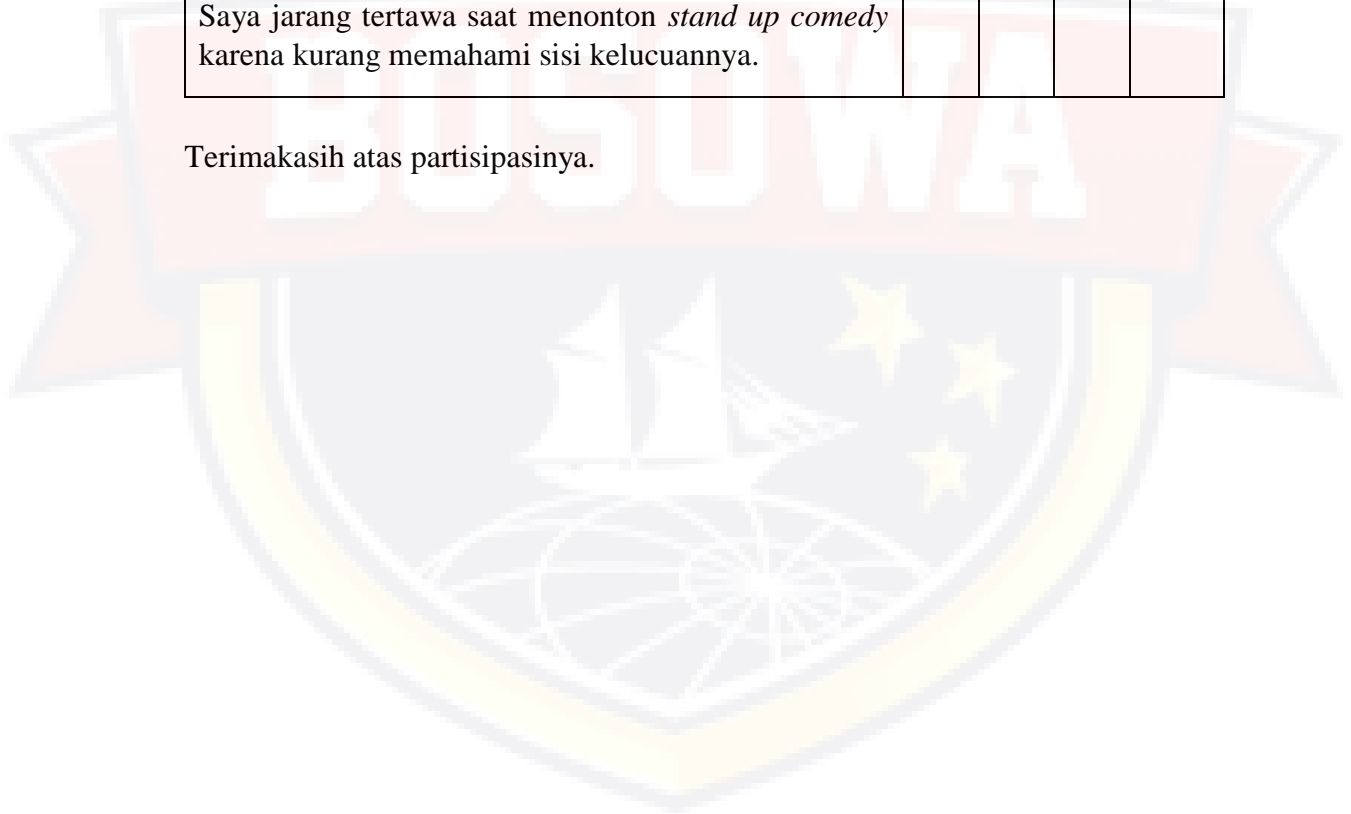 Saya jarang tertawa saat menonton stand up comedy
karena kurang memahami sisi kelucuannya.
Terimakasih atas partisipasinya.
BOSOWA